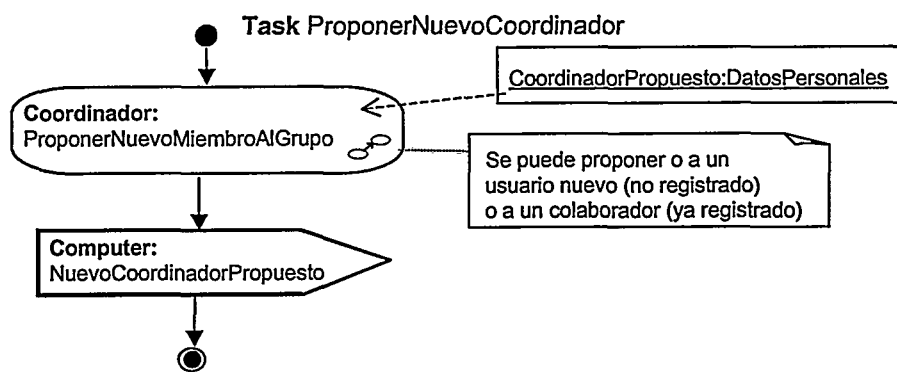 Task ProponerNuevoCoordinador
CoordinadorPropuesto:DatosPersonales
Coordinador:
ProponerNuevoMiembroAlGrupo
Se puede proponer o a un
usuario nuevo (no registrado)
o a un colaborador (ya registrado)
Computer:
NuevoCoordinadorPropuesto